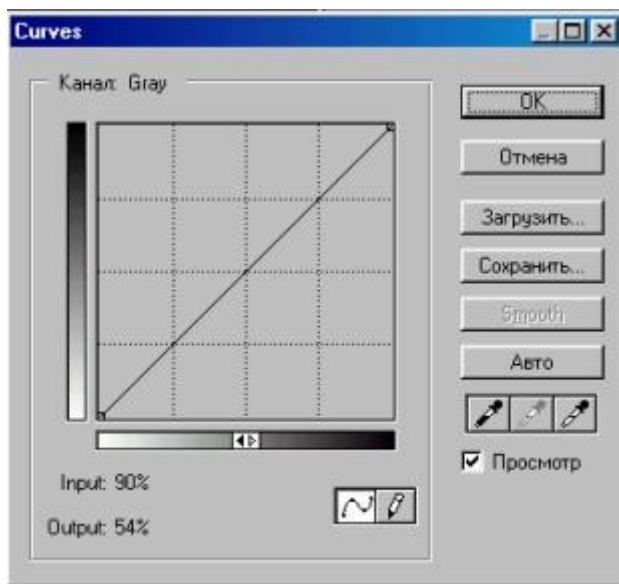 Curves
Канал: Gray
OK
Отмена
Загрузить...
Сохранить...
Smooth
Авто
Просмотр
Input: 90%
Output: 54%